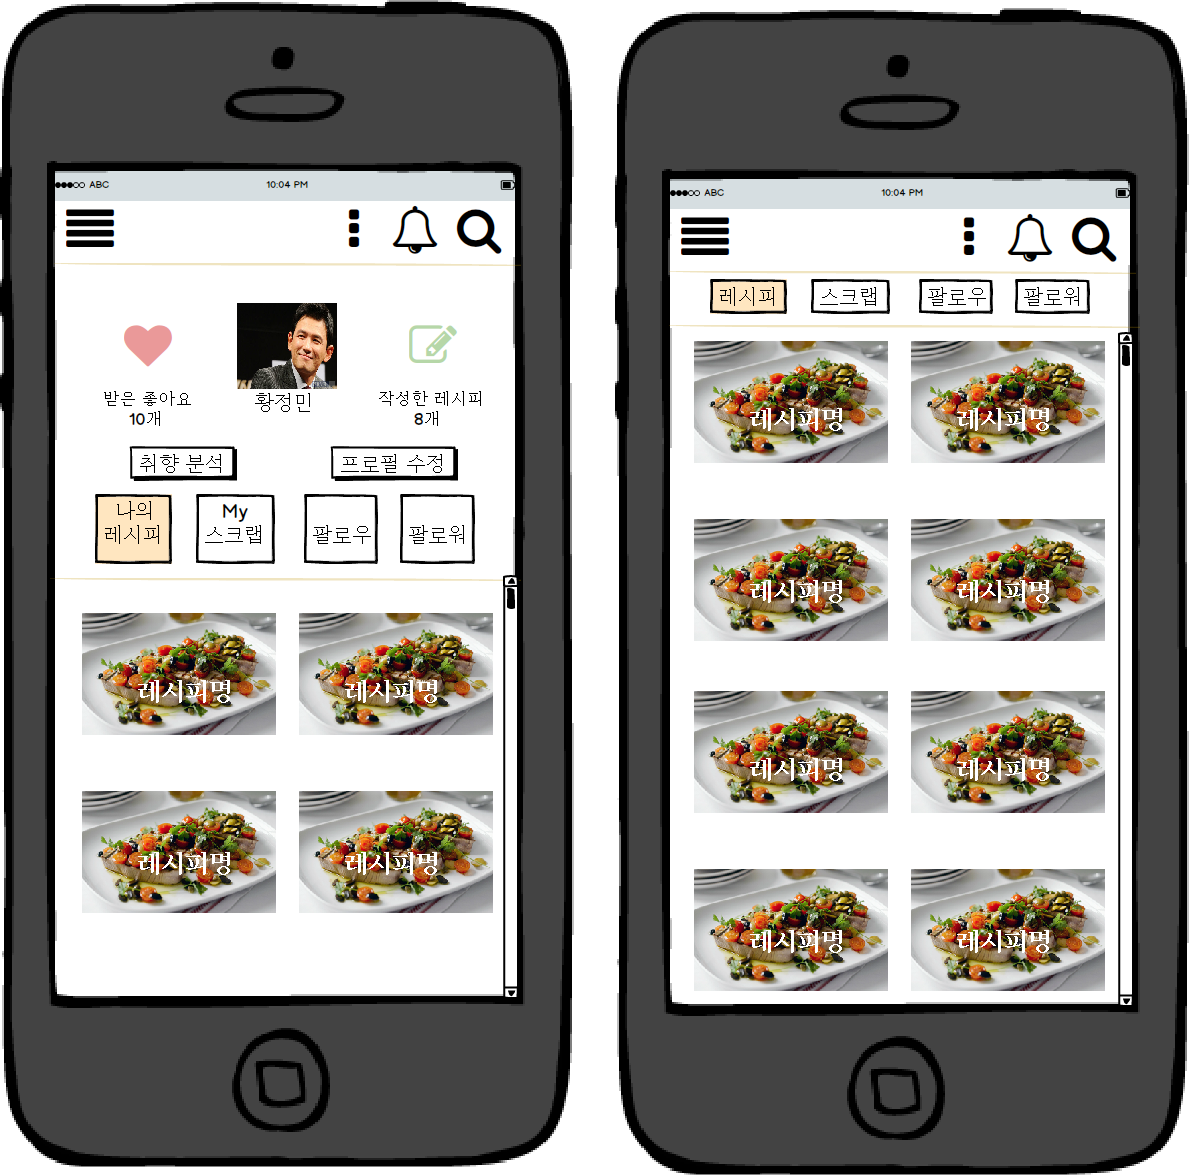 ABC 10:04 PM
받은 좋아요
10개
황정민
작성한 레시피
8개
취향 분석
프로필 수정
나의
레시피
My
스크랩
팔로우
팔로워
레시피명
레시피명
레시피명
레시피명
ABC 10:04 PM
레시피
스크랩
팔로우
팔로워
레시피명
레시피명
레시피명
레시피명
레시피명
레시피명
레시피명
레시피명